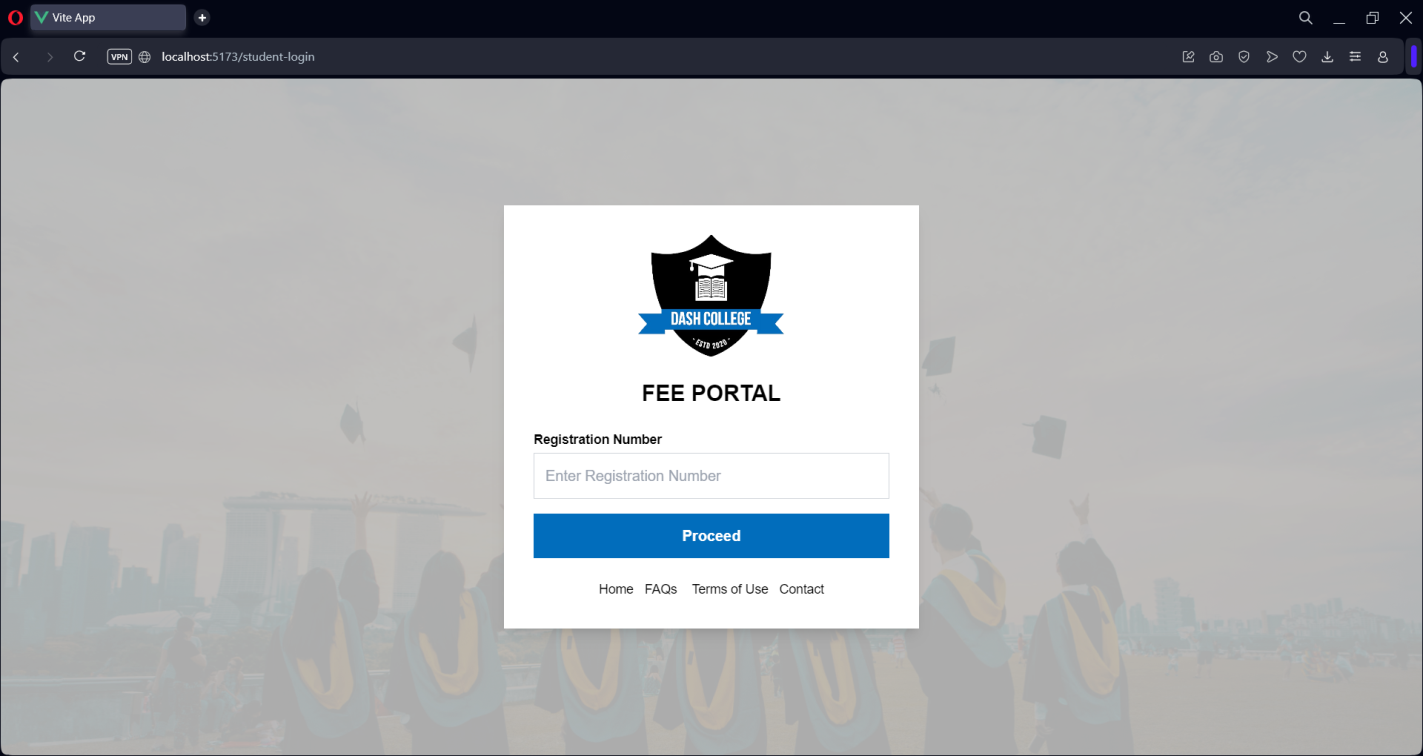 Vite App
VPN localhost:5173/student-login
DASH COLLEGE
· ESTD 2020 ·
FEE PORTAL
Registration Number
Enter Registration Number
Proceed
Home FAQs Terms of Use Contact